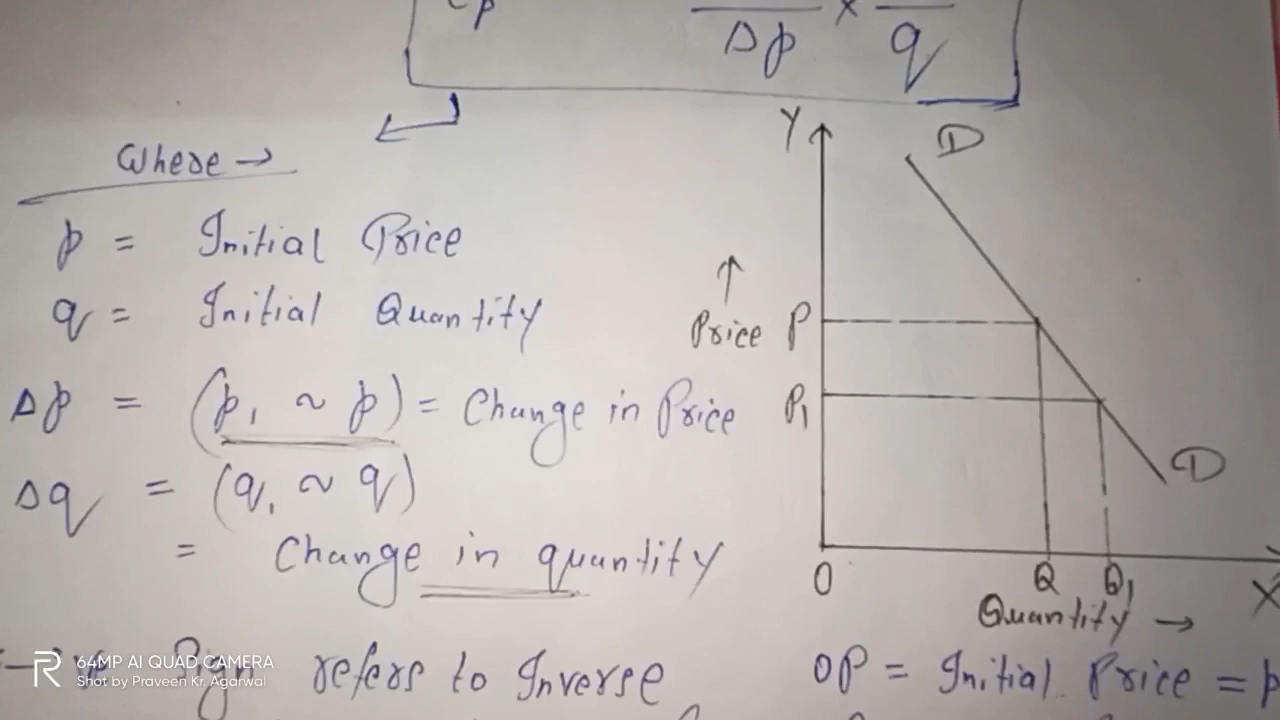 Δp × q
Where →
p = Initial Price
q = Initial Quantity
Δp = (p₁ ~ p) = Change in Price
Δq = (q₁ ~ q)
= Change in quantity
refers to Inverse
Y
D
↑
Price
P
P₁
D
O
Q
Q₁
X
Quantity →
OP = Initial Price = p
64MP AI QUAD CAMERA
Shot by Praveen Kr. Agarwal